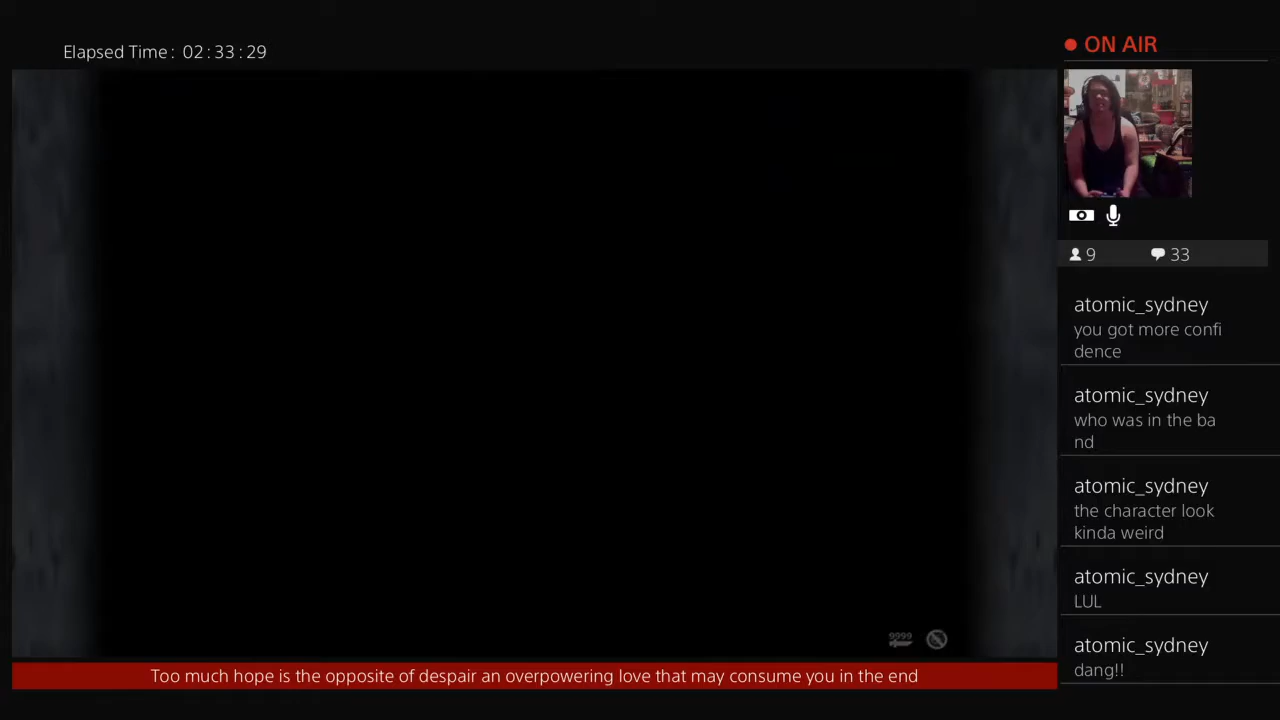 Elapsed Time: 02:33:29
ON AIR
9 33
atomic_sydney
you got more confi
dence
atomic_sydney
who was in the ba
nd
atomic_sydney
the character look
kinda weird
atomic_sydney
LUL
atomic_sydney
dang!!
9999
Too much hope is the opposite of despair an overpowering love that may consume you in the end